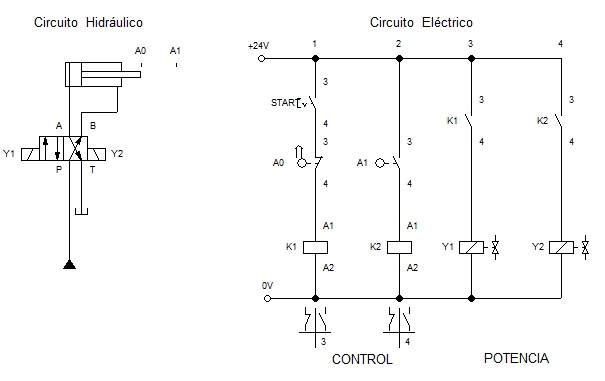 Circuito Hidráulico
A0 A1
A B
Y1 Y2
P T
Circuito Eléctrico
+24V 1 2 3 4
3 3
START
4 4
K1 3 K2 3
4 4
3 3
A0 A1
4 4
A1 A1
K1 K2 Y1 Y2
A2 A2
0V
3 4
CONTROL POTENCIA